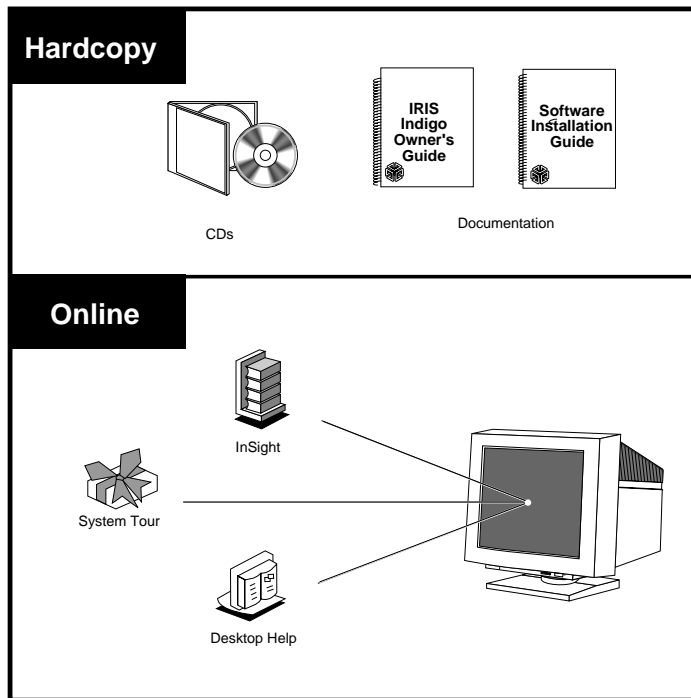 Hardcopy
IRIS
Indigo
Owner's
Guide
Software
Installation
Guide
CDs
Documentation
Online
InSight
System Tour
Desktop Help